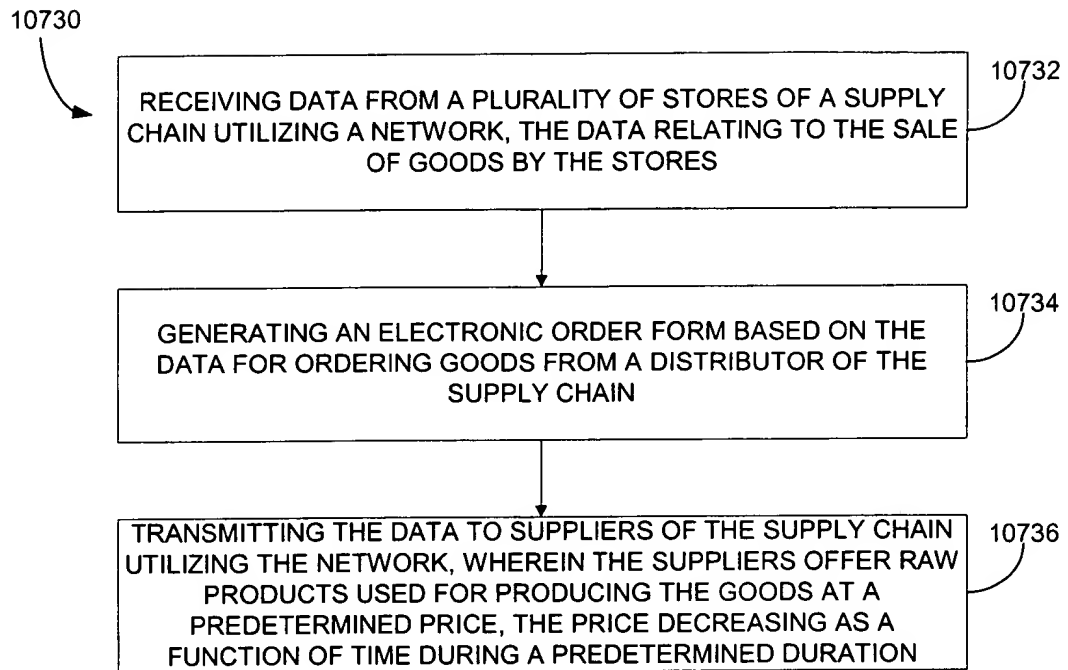 10730
10732
RECEIVING DATA FROM A PLURALITY OF STORES OF A SUPPLY
CHAIN UTILIZING A NETWORK, THE DATA RELATING TO THE SALE
OF GOODS BY THE STORES
10734
GENERATING AN ELECTRONIC ORDER FORM BASED ON THE
DATA FOR ORDERING GOODS FROM A DISTRIBUTOR OF THE
SUPPLY CHAIN
10736
TRANSMITTING THE DATA TO SUPPLIERS OF THE SUPPLY CHAIN
UTILIZING THE NETWORK, WHEREIN THE SUPPLIERS OFFER RAW
PRODUCTS USED FOR PRODUCING THE GOODS AT A
PREDETERMINED PRICE, THE PRICE DECREASING AS A
FUNCTION OF TIME DURING A PREDETERMINED DURATION